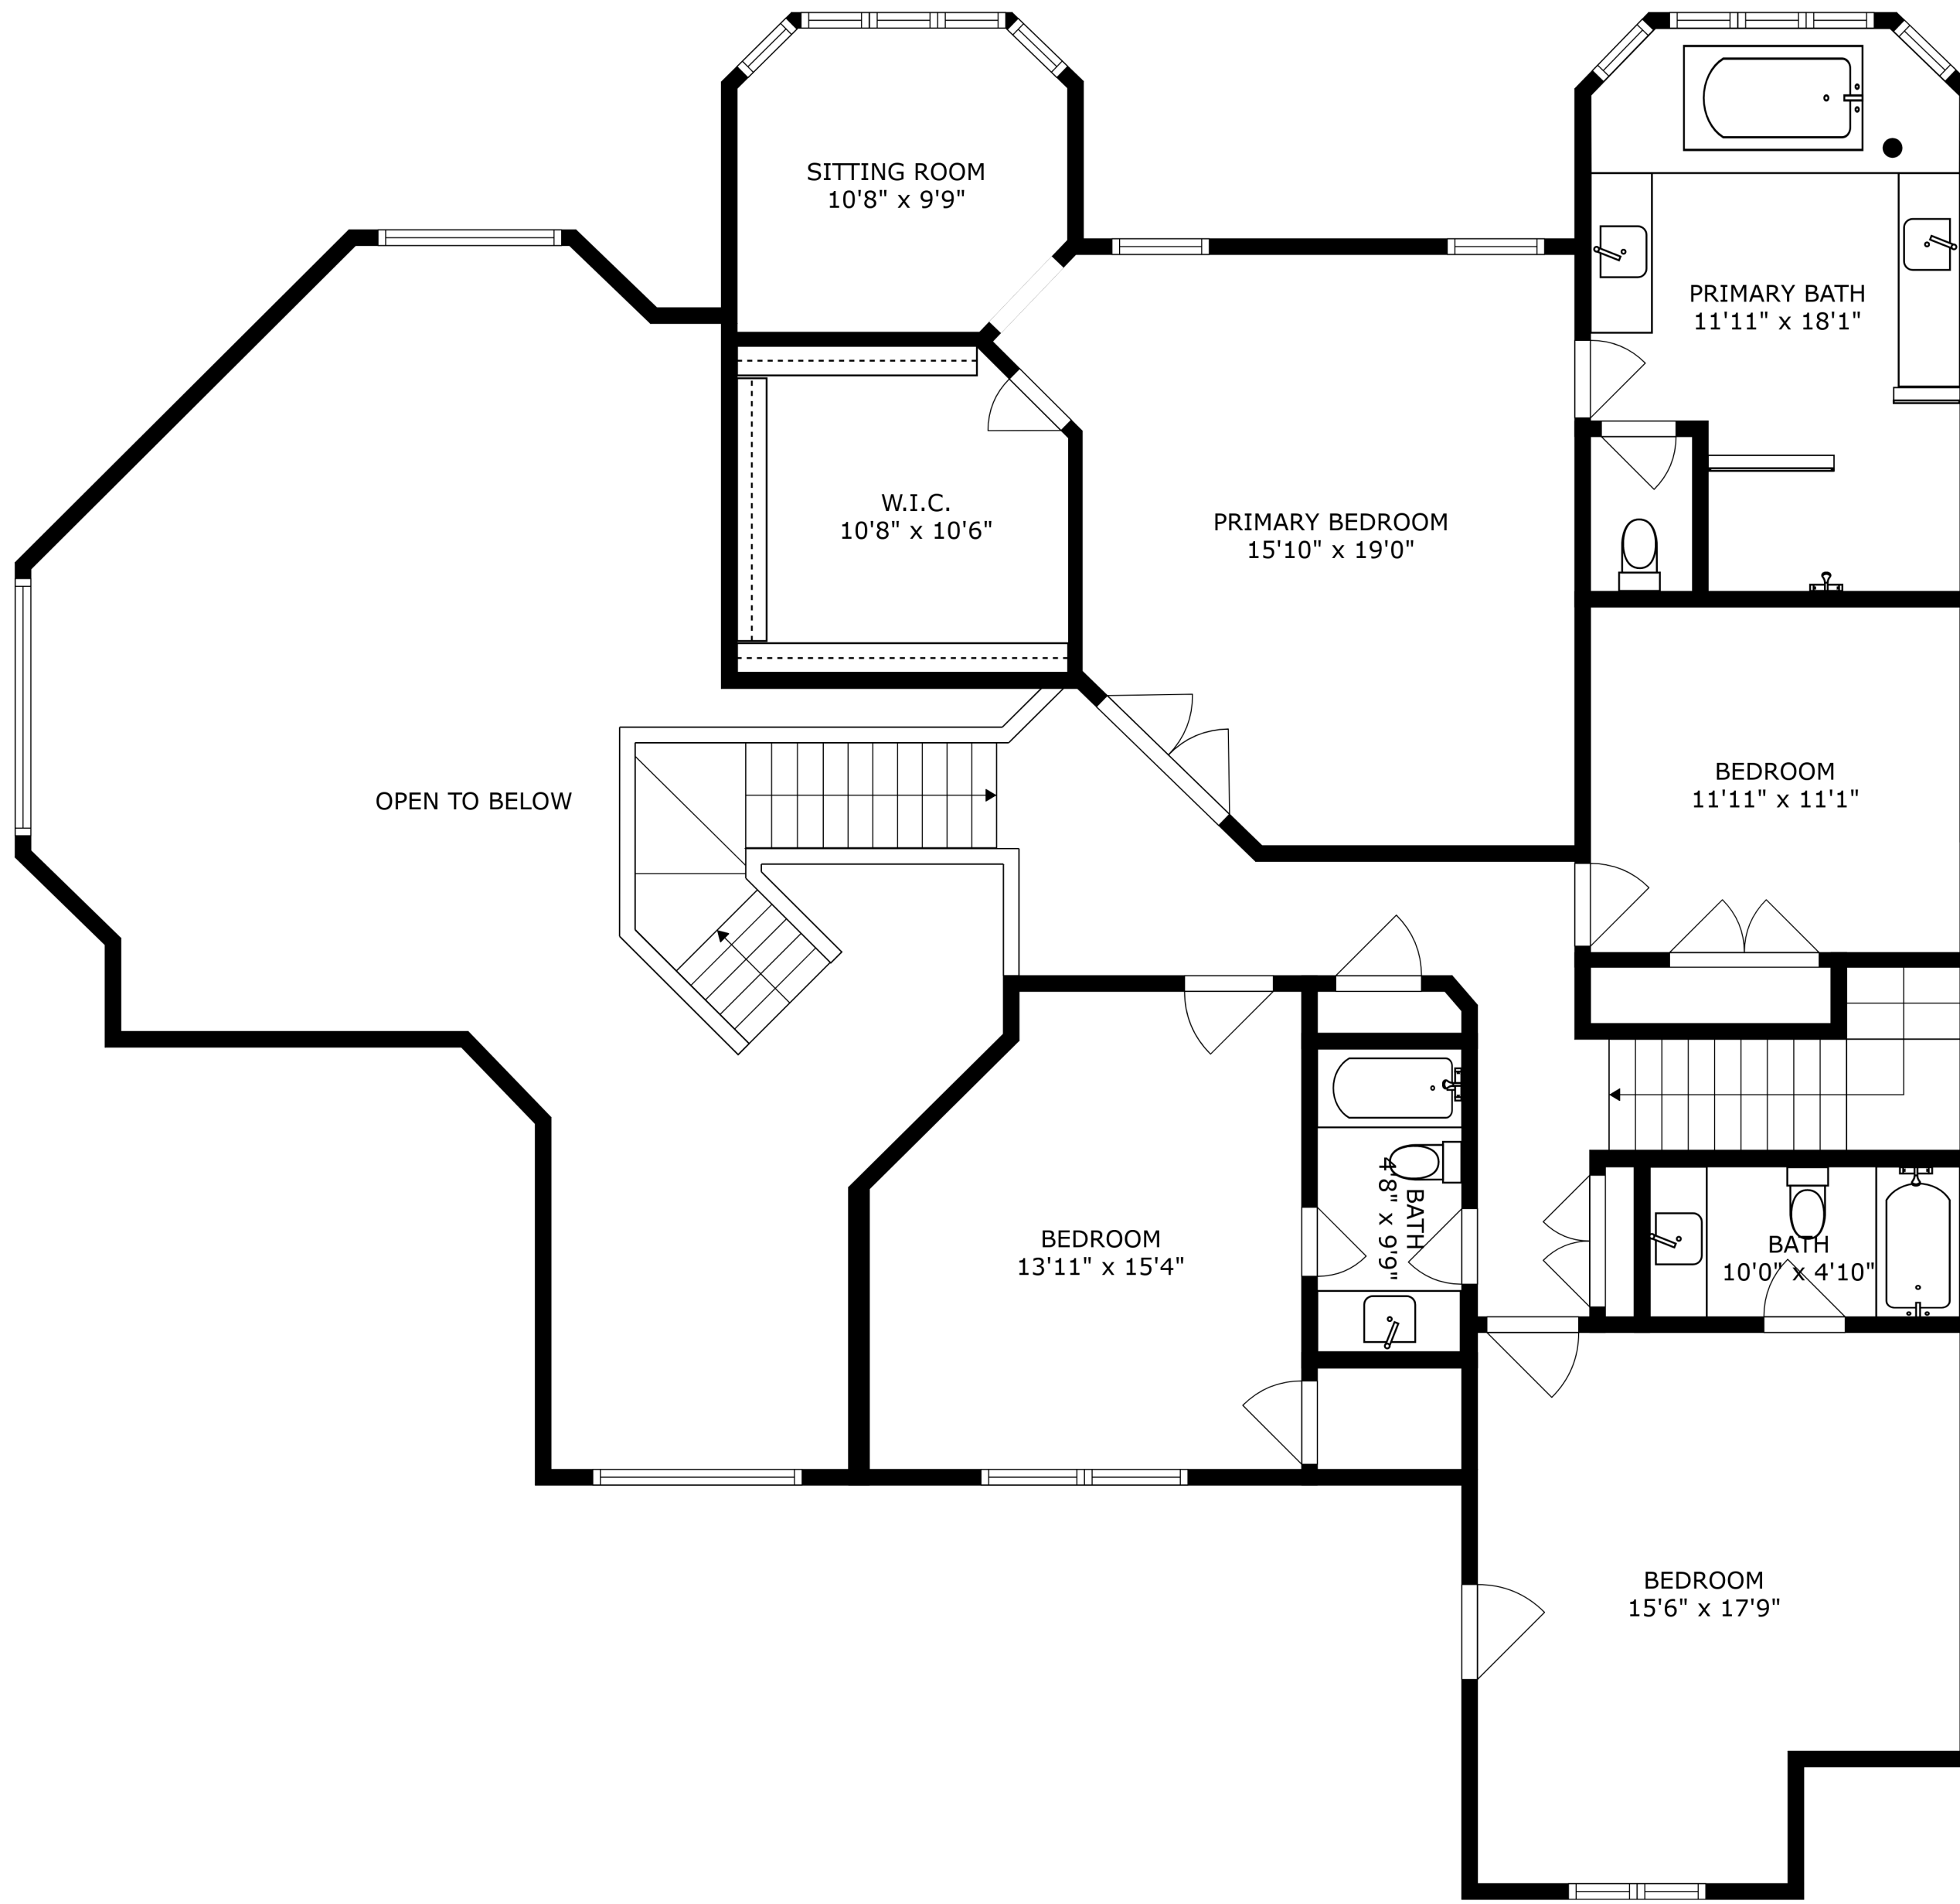 SITTING ROOM
10'8" x 9'9"
PRIMARY BATH
11'11" x 18'1"
W.I.C.
10'8" x 10'6"
PRIMARY BEDROOM
15'10" x 19'0"
OPEN TO BELOW
BEDROOM
11'11" x 11'1"
BEDROOM
13'11" x 15'4"
BATH
4'8" x 9'9"
BATH
10'0" x 4'10"
BEDROOM
15'6" x 17'9"